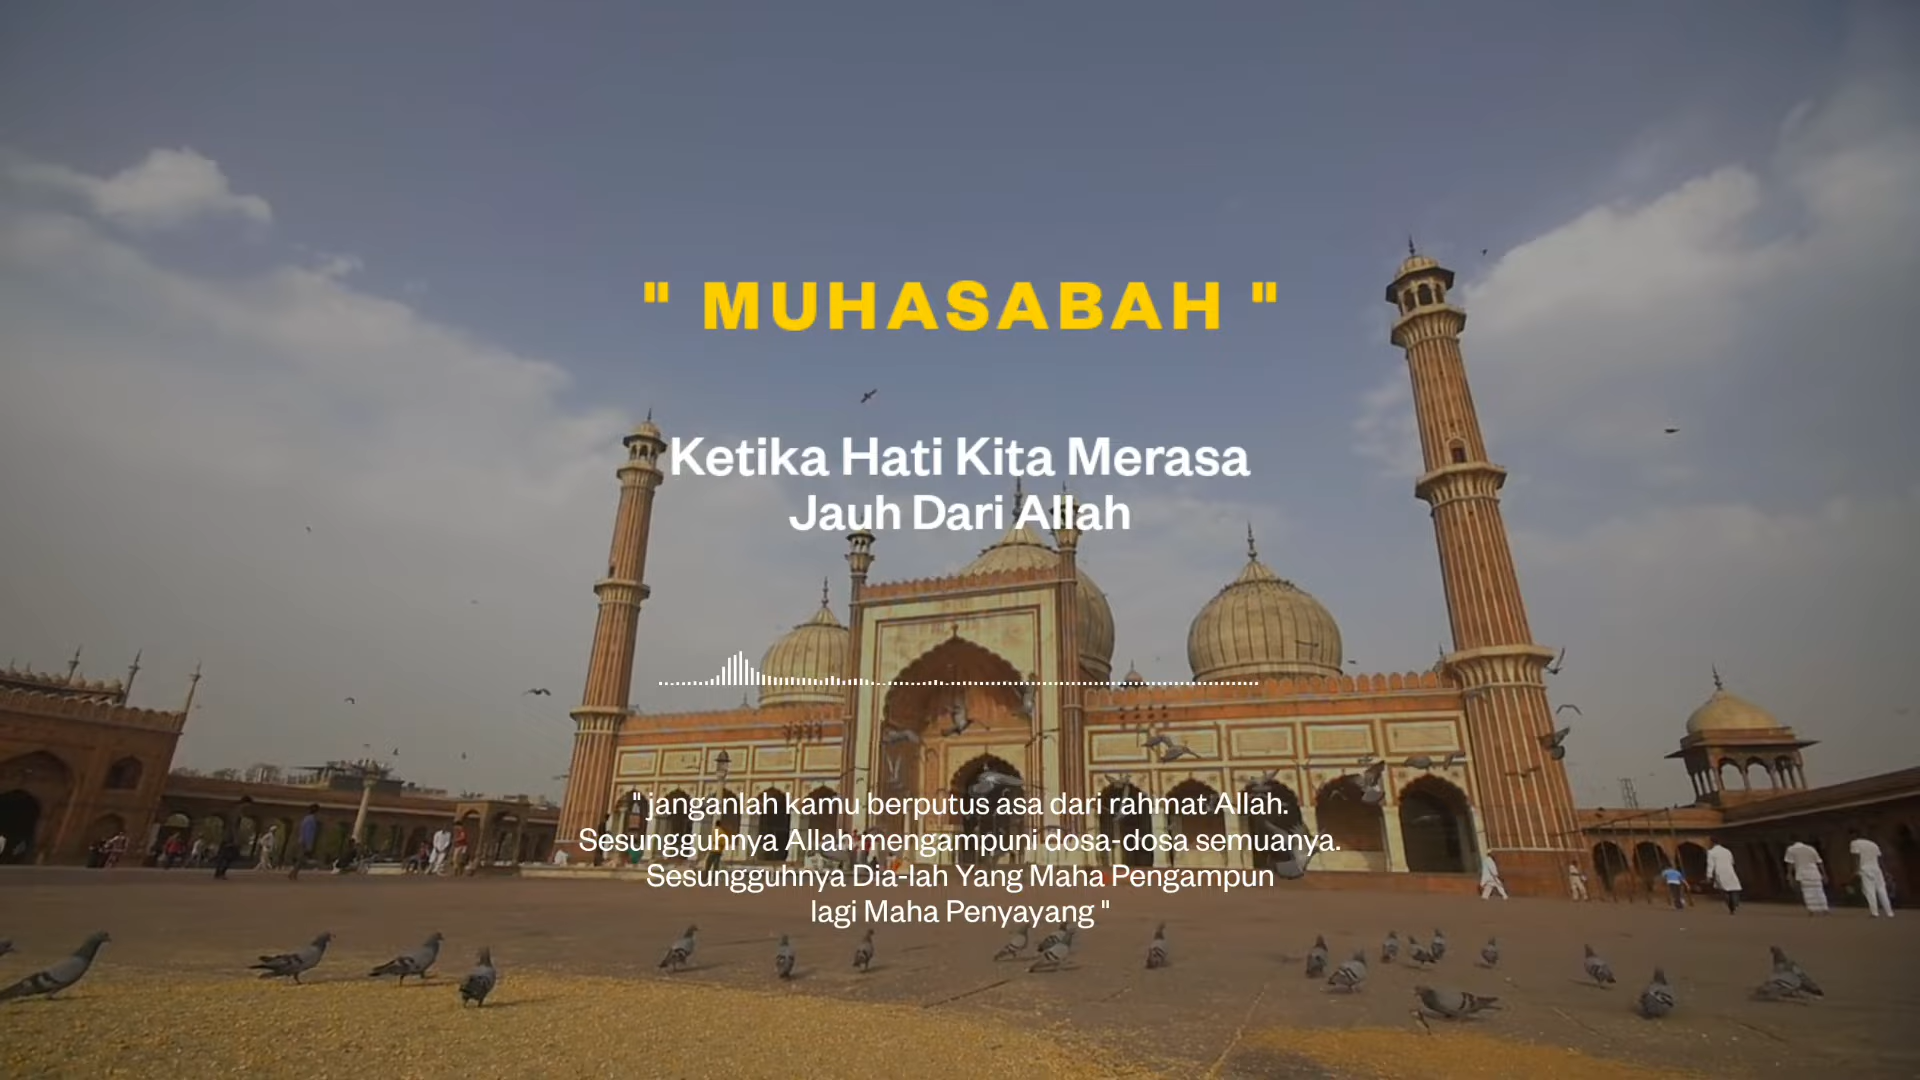 " MUHASABAH "
Ketika Hati Kita Merasa
Jauh Dari Allah
" janganlah kamu berputus asa dari rahmat Allah.
Sesungguhnya Allah mengampuni dosa-dosa semuanya.
Sesungguhnya Dia-lah Yang Maha Pengampun
lagi Maha Penyayang "